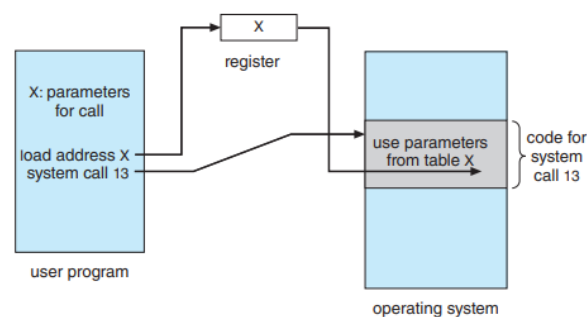 X
register
X: parameters
for call
load address X
system call 13
use parameters
from table X
code for
system
call 13
user program
operating system